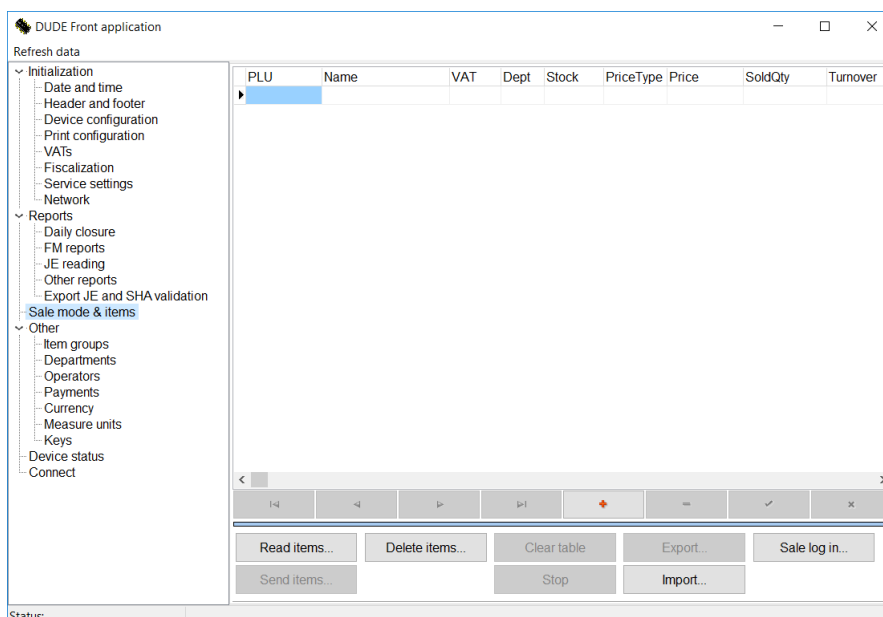 DUDE Front application
Refresh data
Initialization
Date and time
Header and footer
Device configuration
Print configuration
VATs
Fiscalization
Service settings
Network
Reports
Daily closure
FM reports
JE reading
Other reports
Export JE and SHA validation
Sale mode & items
Other
Item groups
Departments
Operators
Payments
Currency
Measure units
Keys
Device status
Connect
PLU Name VAT Dept Stock PriceType Price SoldQty Turnover
Read items... Delete items... Clear table Export... Sale log in...
Send items... Stop Import...
Status: